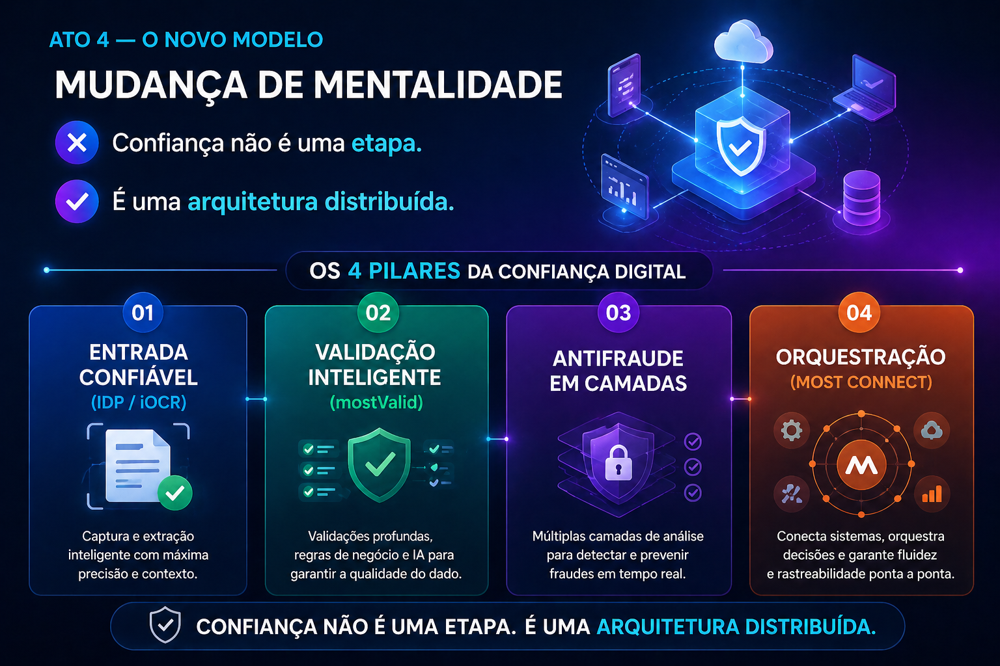 ATO 4 — O NOVO MODELO
MUDANÇA DE MENTALIDADE
Confiança não é uma etapa.
É uma arquitetura distribuída.
OS 4 PILARES DA CONFIANÇA DIGITAL
01
ENTRADA
CONFIÁVEL
(IDP / iOCR)
Captura e extração
inteligente com máxima
precisão e contexto.
02
VALIDAÇÃO
INTELIGENTE
(mostValid)
Validações profundas,
regras de negócio e IA para
garantir a qualidade do dado.
03
ANTIFRAUDE
EM CAMADAS
Múltiplas camadas de análise
para detectar e prevenir
fraudes em tempo real.
04
ORQUESTRAÇÃO
(MOST CONNECT)
Conecta sistemas, orquestra
decisões e garante fluidez
e rastreabilidade ponta a ponta.
CONFIANÇA NÃO É UMA ETAPA. É UMA ARQUITETURA DISTRIBUÍDA.